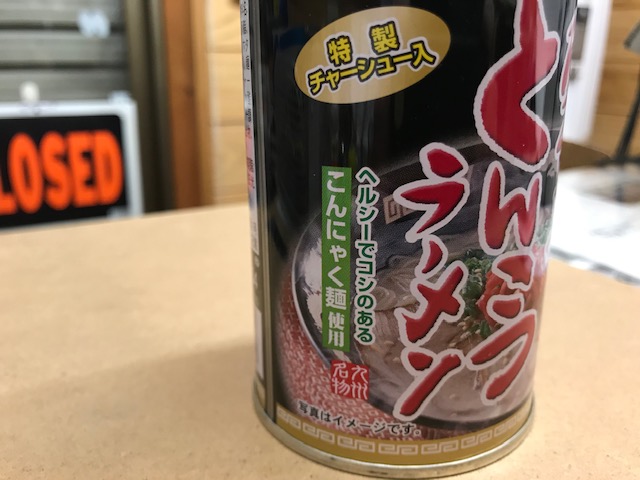 特製
チャーシュー入
とんこつ
ラーメン
ヘルシーでコシのある
こんにゃく麺使用
九州
名物
写真はイメージです。
LOSED